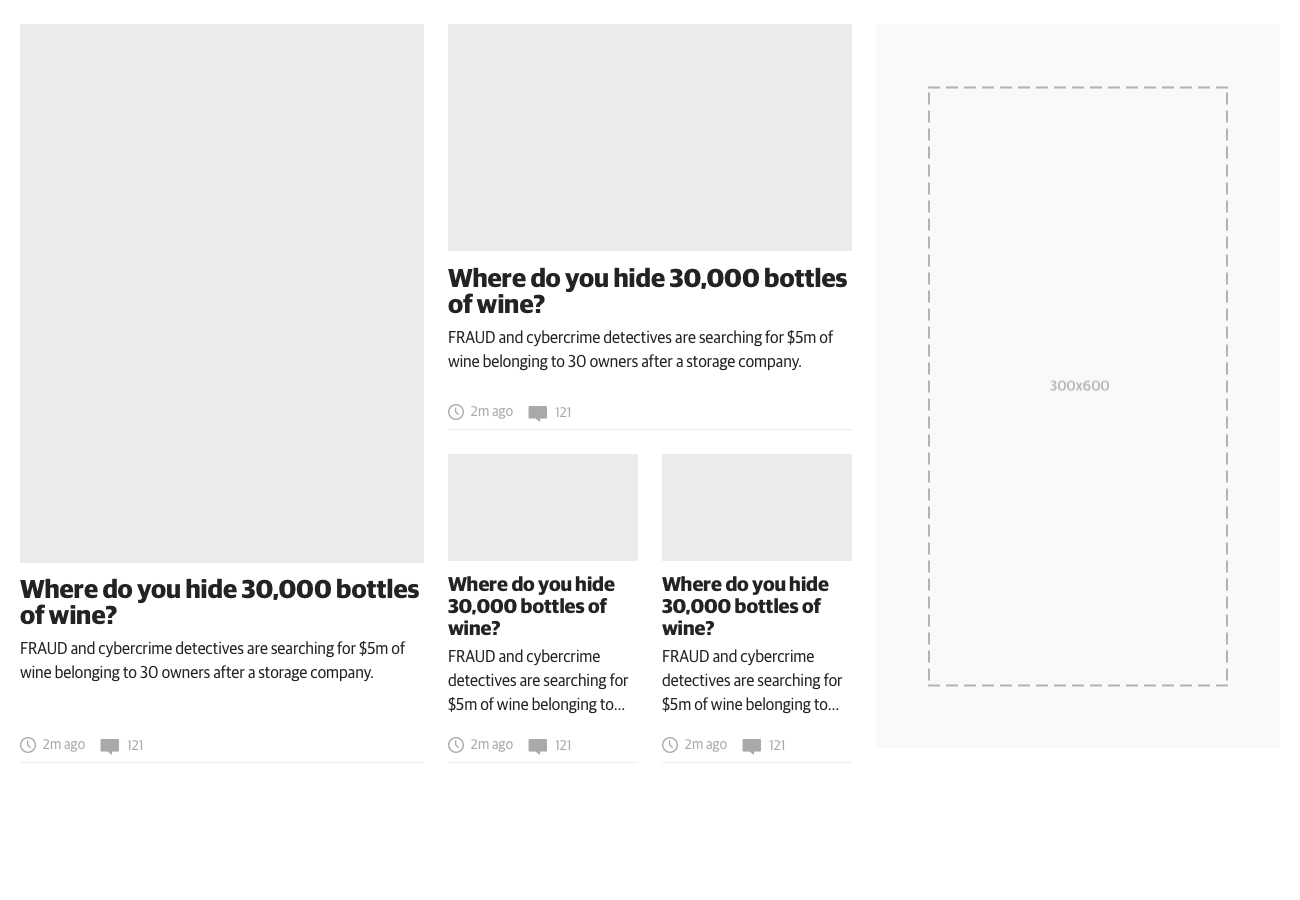 Where do you hide 30,000 bottles
of wine?
FRAUD and cybercrime detectives are searching for $5m of
wine belonging to 30 owners after a storage company.
2m ago 121
Where do you hide 30,000 bottles
of wine?
FRAUD and cybercrime detectives are searching for $5m of
wine belonging to 30 owners after a storage company.
2m ago 121
Where do you hide
30,000 bottles of
wine?
FRAUD and cybercrime
detectives are searching for
$5m of wine belonging to...
2m ago 121
Where do you hide
30,000 bottles of
wine?
FRAUD and cybercrime
detectives are searching for
$5m of wine belonging to...
2m ago 121
300x600